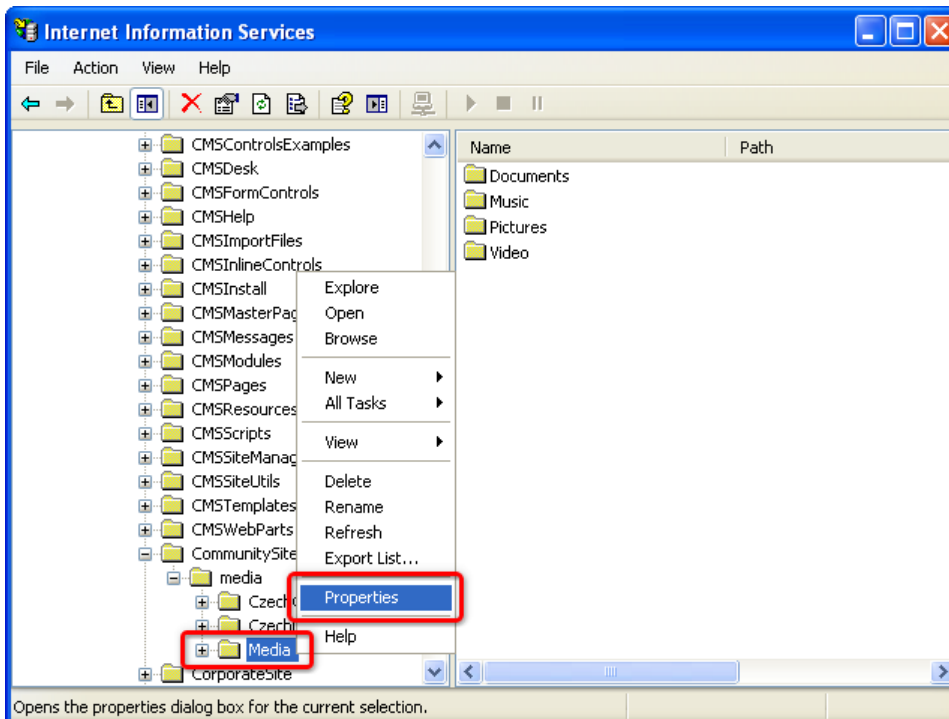 Internet Information Services
File Action View Help
Name Path
CMSControlsExamples
CMSDesk
CMSFormControls
CMSHelp
CMSImportFiles
CMSInlineControls
CMSInstall
CMSMasterPag
CMSMessages
CMSModules
CMSPages
CMSResources
CMSScripts
CMSSiteManag
CMSSiteUtils
CMSTemplates
CMSWebParts
CommunitySite
media
Czech
Czech
Media
CorporateSite
Explore
Open
Browse
New
All Tasks
View
Delete
Rename
Refresh
Export List...
Properties
Help
Documents
Music
Pictures
Video
Opens the properties dialog box for the current selection.